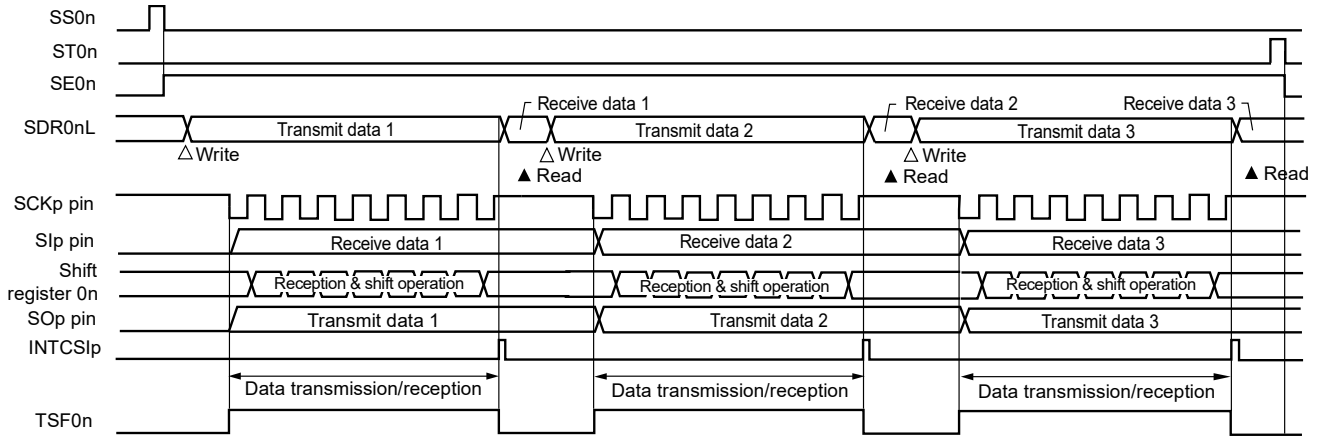 SS0n
ST0n
SE0n
Receive data 1
Receive data 2
Receive data 3
SDR0nL
Transmit data 1
Transmit data 2
Transmit data 3
△ Write
△ Write
△ Write
▲ Read
▲ Read
▲ Read
SCKp pin
SIp pin
Receive data 1
Receive data 2
Receive data 3
Shift
register 0n
Reception & shift operation
Reception & shift operation
Reception & shift operation
SOp pin
Transmit data 1
Transmit data 2
Transmit data 3
INTCSIp
Data transmission/reception
Data transmission/reception
Data transmission/reception
TSF0n